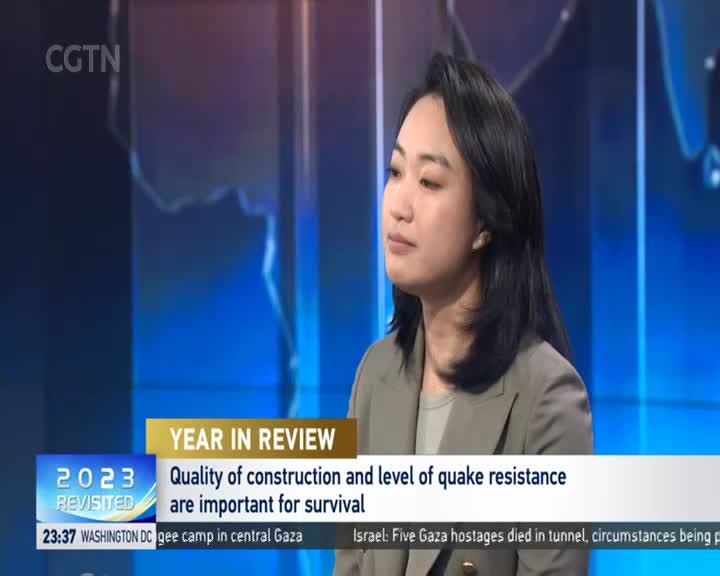 CGTN
YEAR IN REVIEW
2023
REVISITED
Quality of construction and level of quake resistance
are important for survival
23:37 WASHINGTON DC
gee camp in central Gaza Israel: Five Gaza hostages died in tunnel, circumstances being p